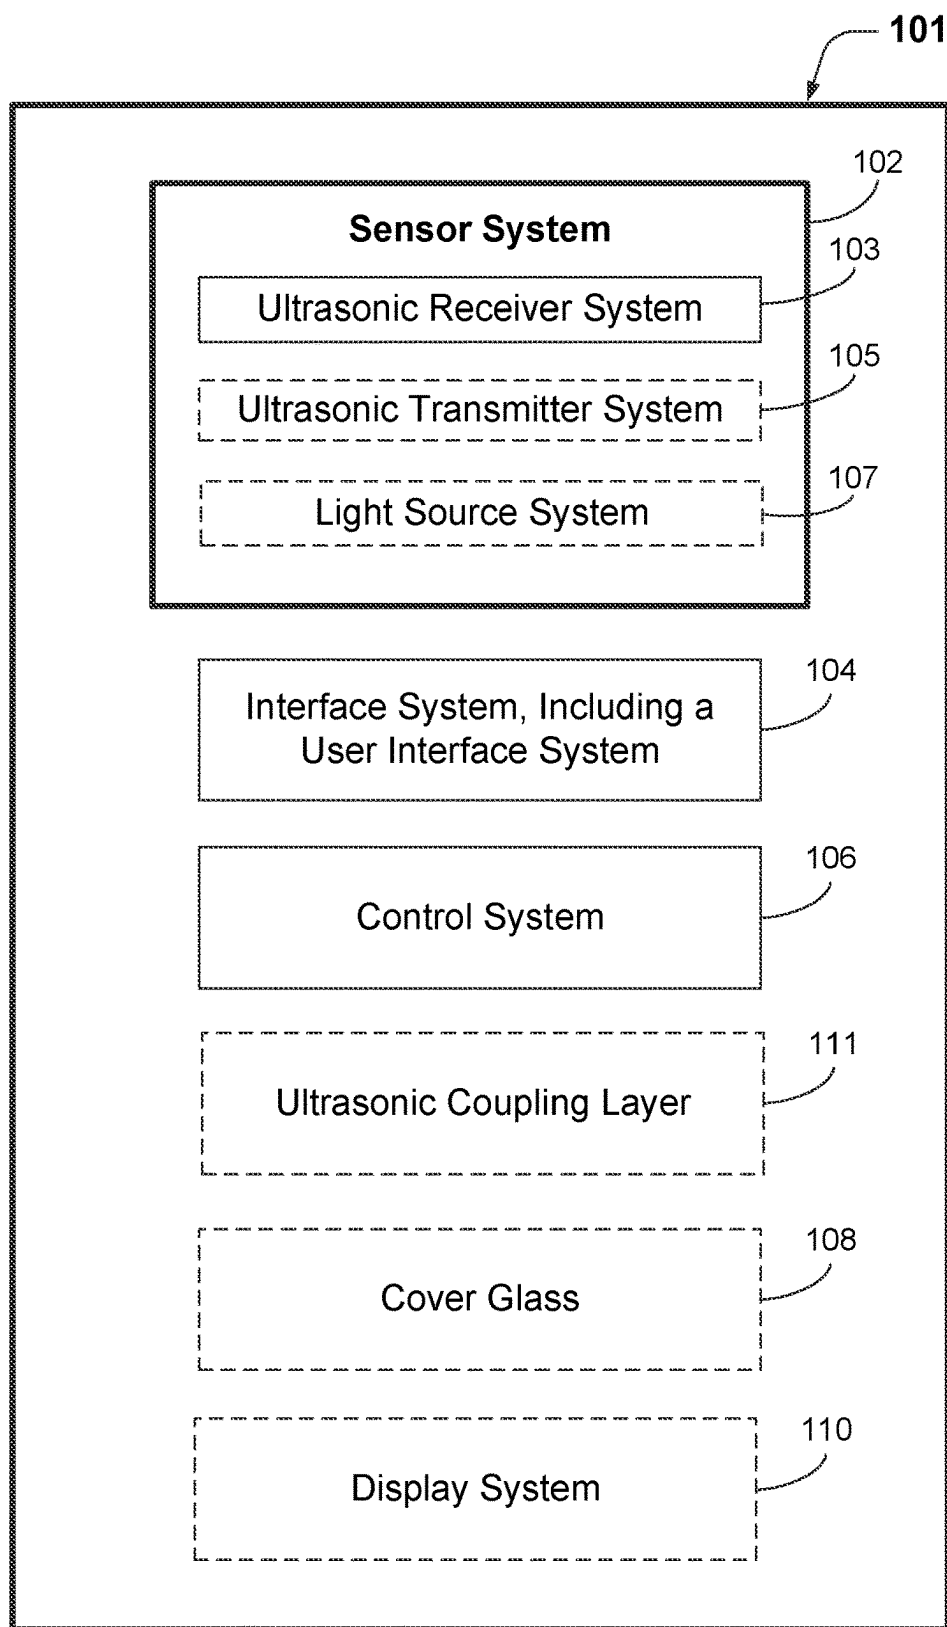 101
102
Sensor System
103
Ultrasonic Receiver System
105
Ultrasonic Transmitter System
107
Light Source System
104
Interface System, Including a
User Interface System
106
Control System
111
Ultrasonic Coupling Layer
108
Cover Glass
110
Display System